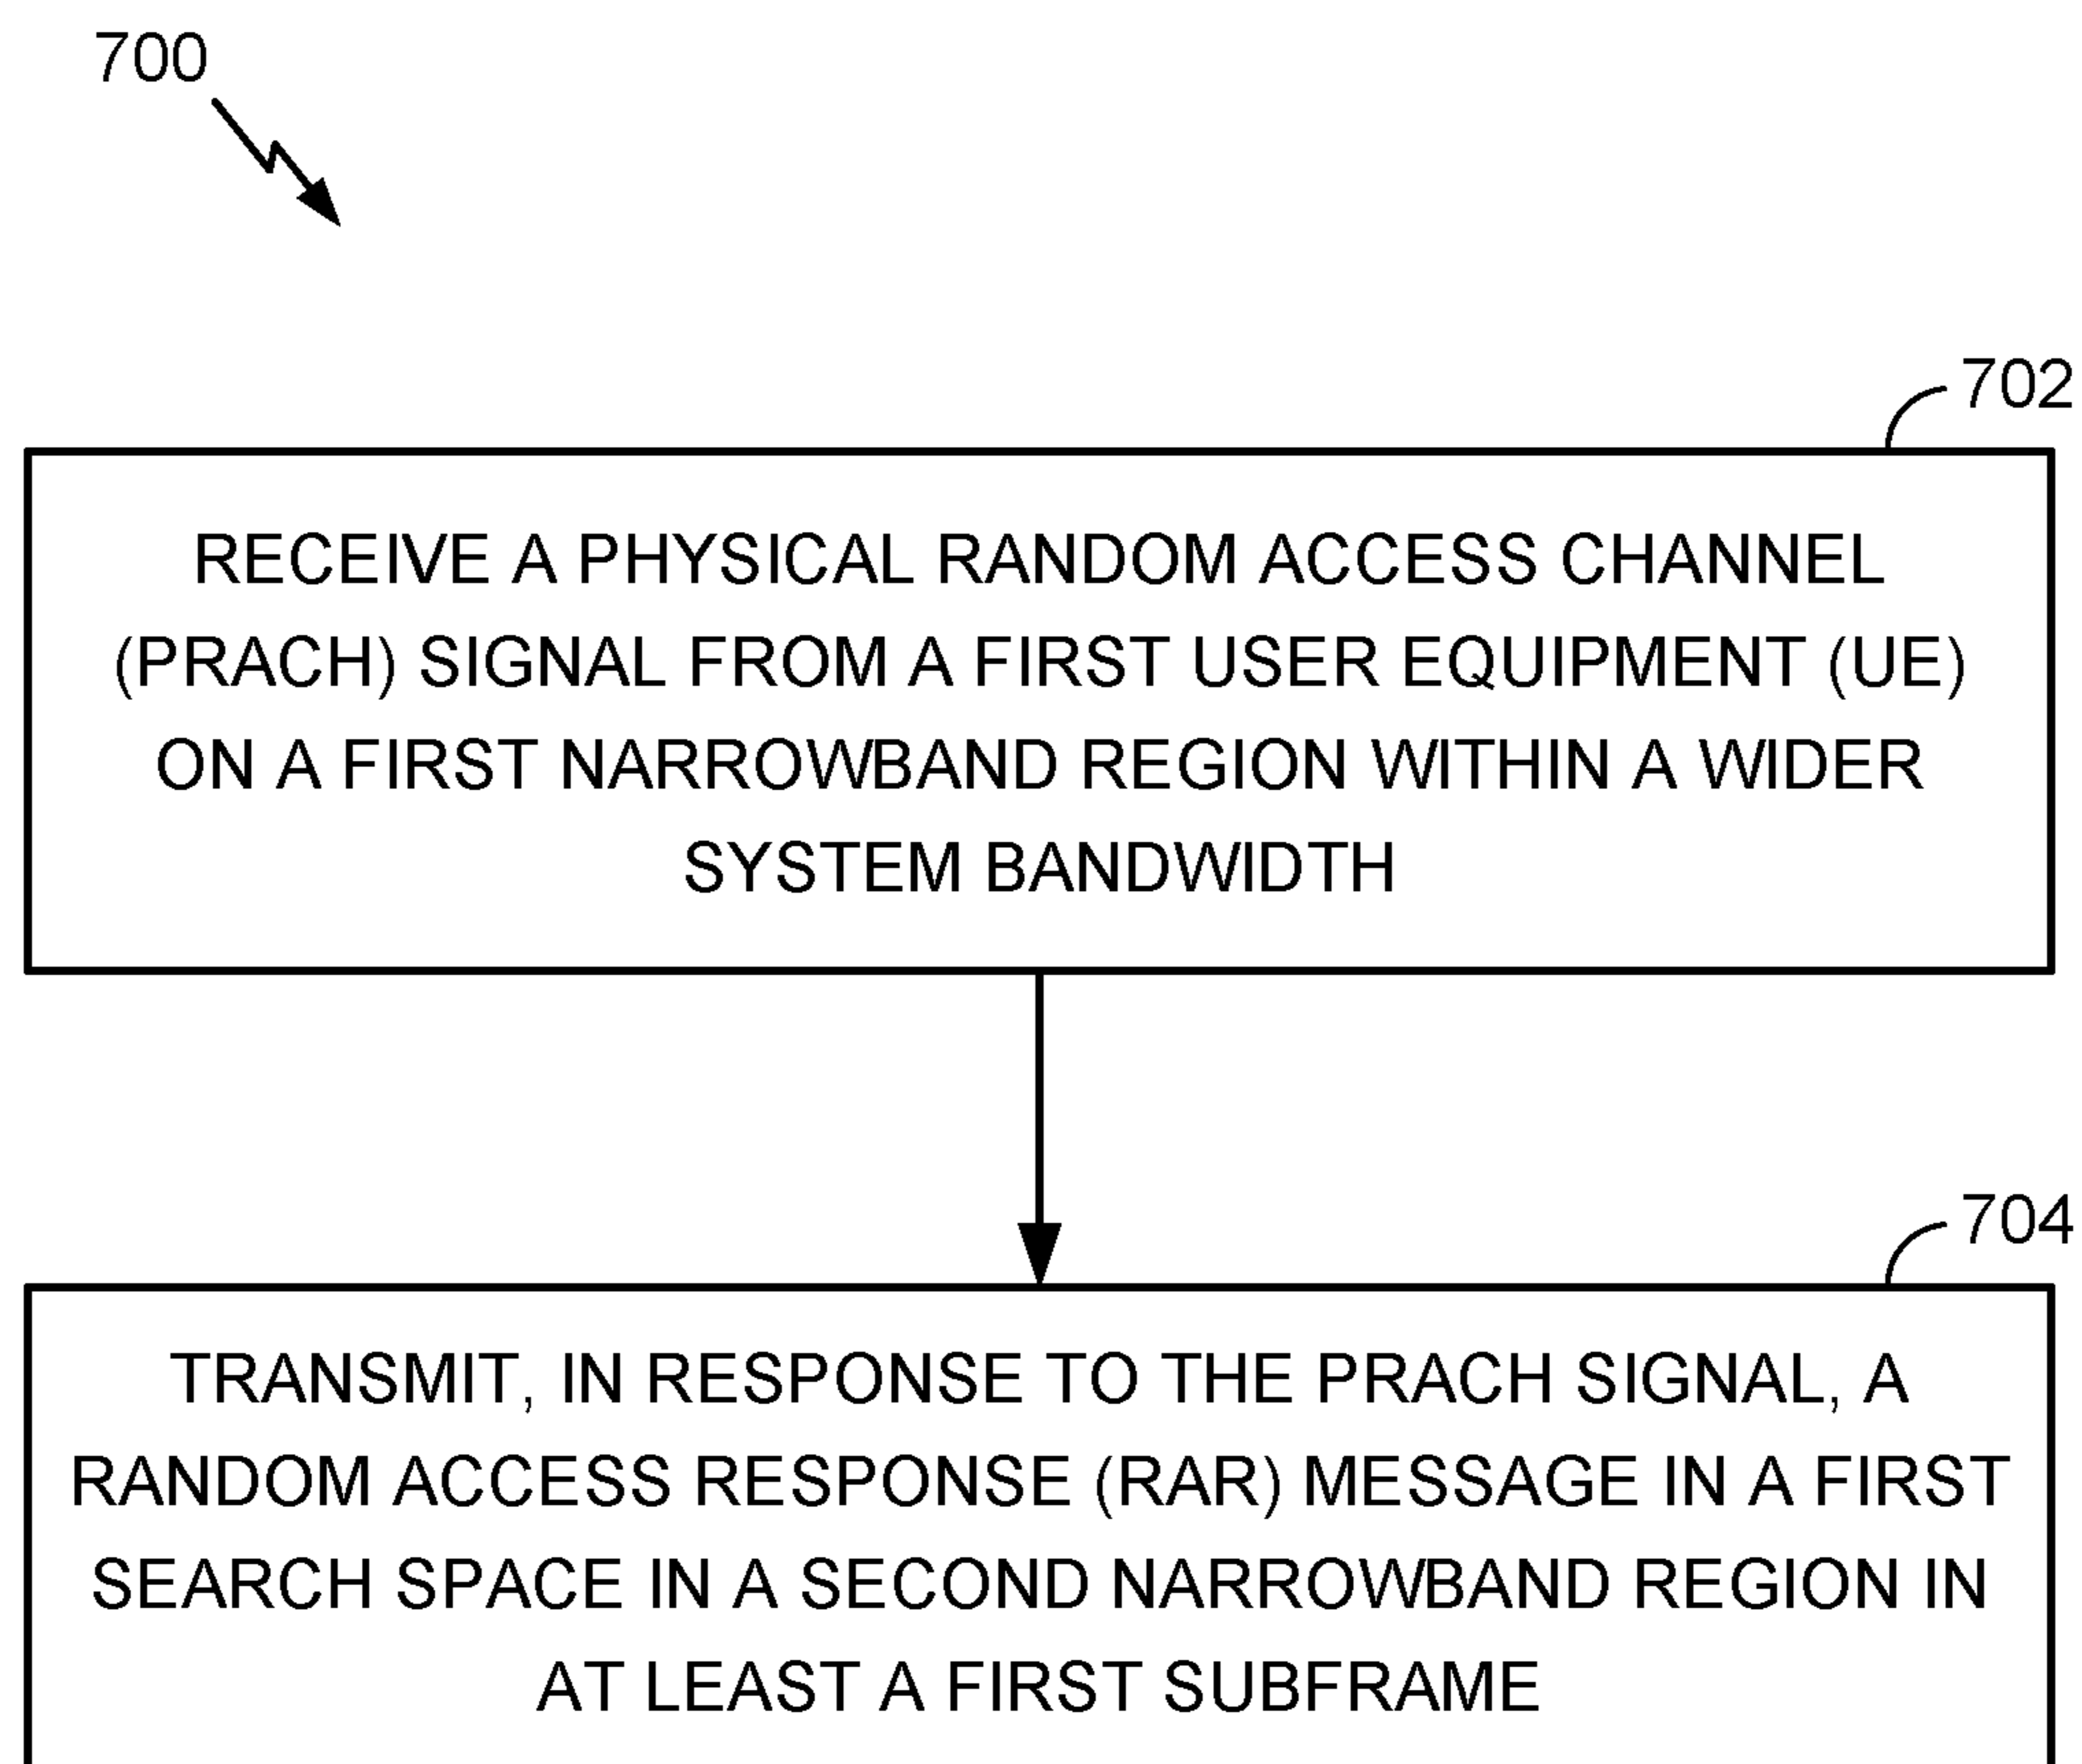 700
702
RECEIVE A PHYSICAL RANDOM ACCESS CHANNEL
(PRACH) SIGNAL FROM A FIRST USER EQUIPMENT (UE)
ON A FIRST NARROWBAND REGION WITHIN A WIDER
SYSTEM BANDWIDTH
704
TRANSMIT, IN RESPONSE TO THE PRACH SIGNAL, A
RANDOM ACCESS RESPONSE (RAR) MESSAGE IN A FIRST
SEARCH SPACE IN A SECOND NARROWBAND REGION IN
AT LEAST A FIRST SUBFRAME